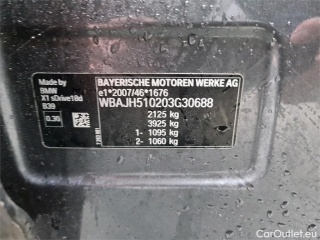 Made by
BMW
X1 sDrive18d
B39
0.30
BAYERISCHE MOTOREN WERKE AG
e1*2007/46*1676
WBAJH510203G30688
2125 kg
3925 kg
1- 1095 kg
2- 1060 kg
© CarOutlet.eu